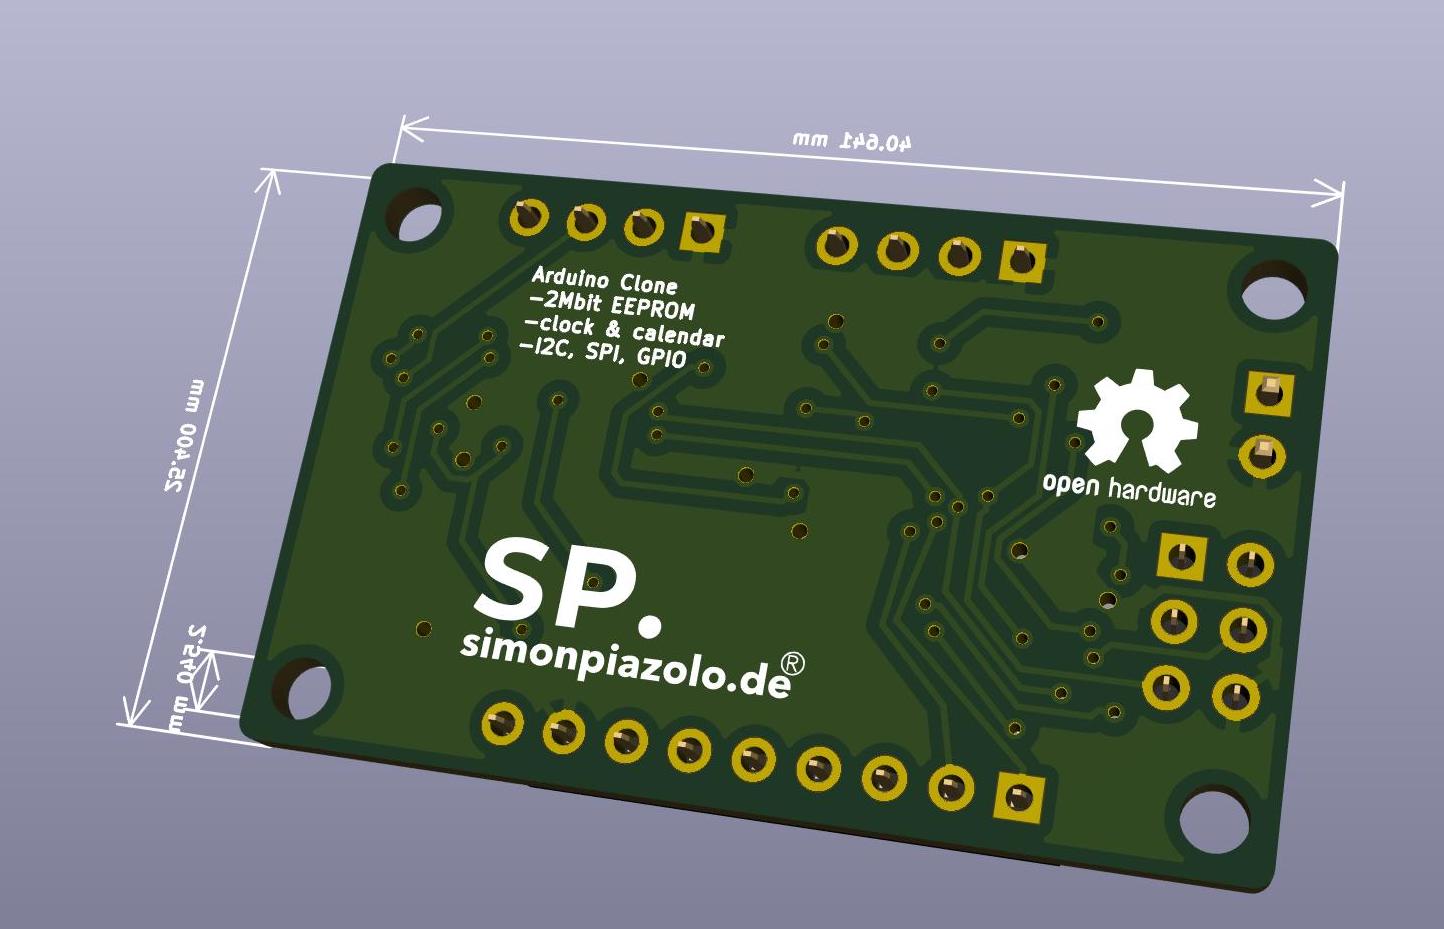 40.641 mm
25.400 mm
2.540 mm
Arduino Clone
-2Mbit EEPROM
-clock & calendar
-I2C, SPI, GPIO
open hardware
SP.
simonpiazolo.de®